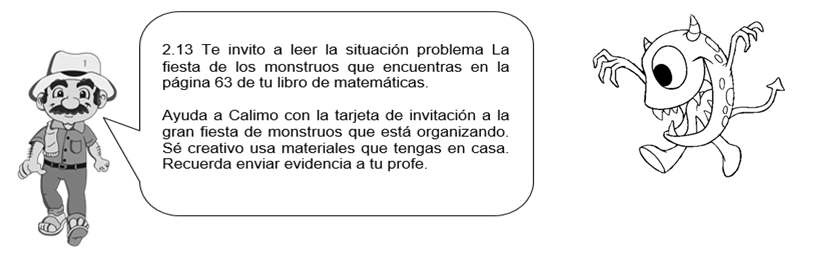 2.13 Te invito a leer la situación problema La
fiesta de los monstruos que encuentras en la
página 63 de tu libro de matemáticas.
Ayuda a Calimo con la tarjeta de invitación a la
gran fiesta de monstruos que está organizando.
Sé creativo usa materiales que tengas en casa.
Recuerda enviar evidencia a tu profe.